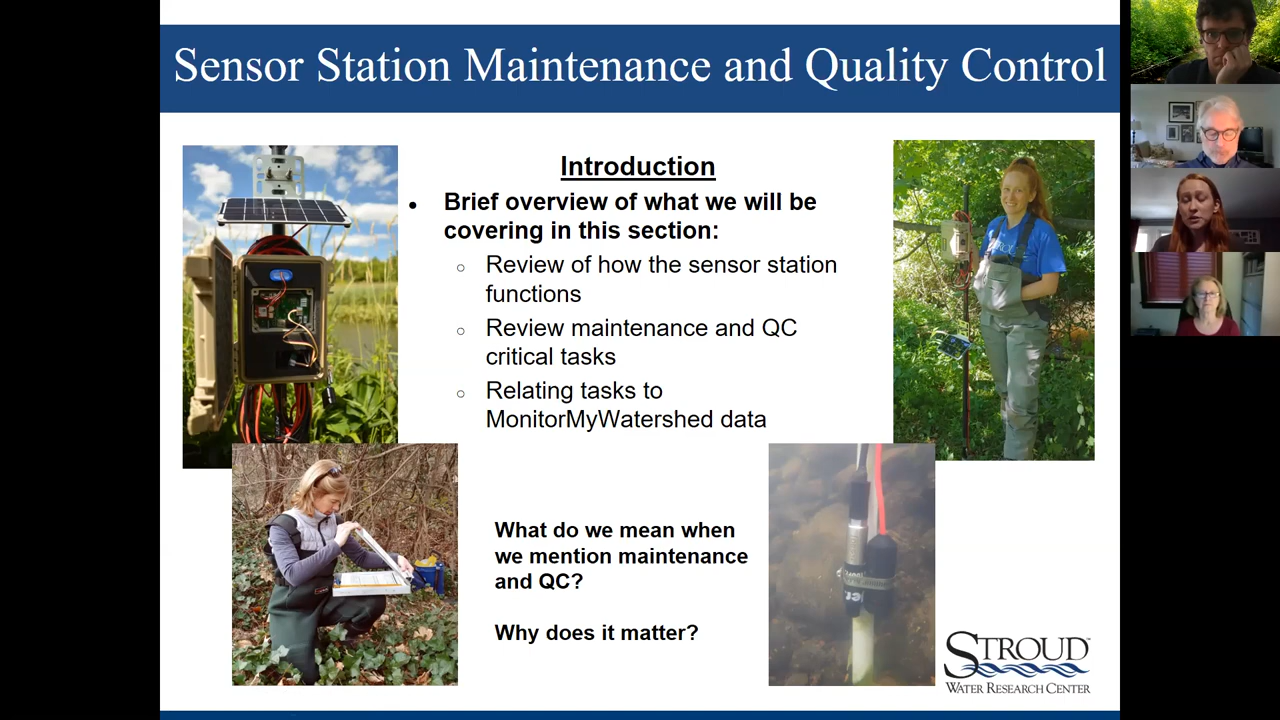 Sensor Station Maintenance and Quality Control
Introduction
• Brief overview of what we will be
covering in this section:
○ Review of how the sensor station
functions
○ Review maintenance and QC
critical tasks
○ Relating tasks to
MonitorMyWatershed data
What do we mean when
we mention maintenance
and QC?
Why does it matter?
STROUD™
WATER RESEARCH CENTER